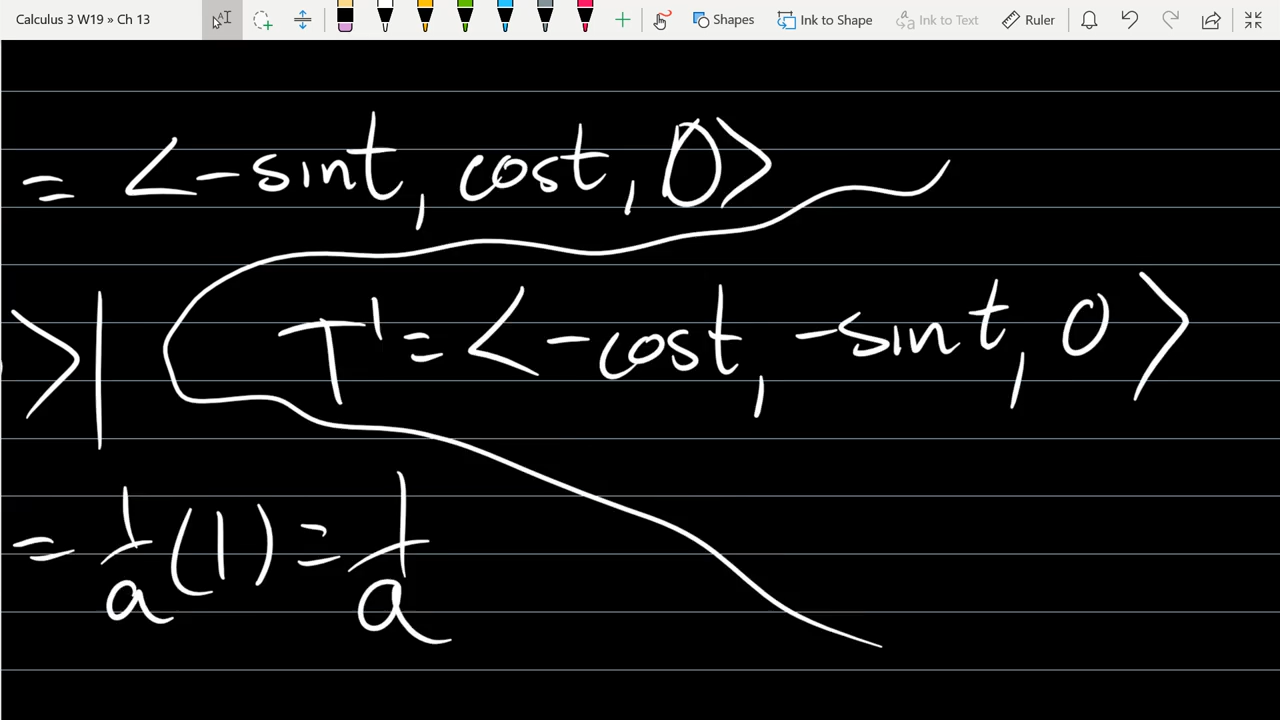 Calculus 3 W19 » Ch 13 Shapes Ink to Shape Ink to Text Ruler
= <-sint, cost, 0>
>| T' = <-cost, -sint, 0>
= 1/a (1) = 1/a